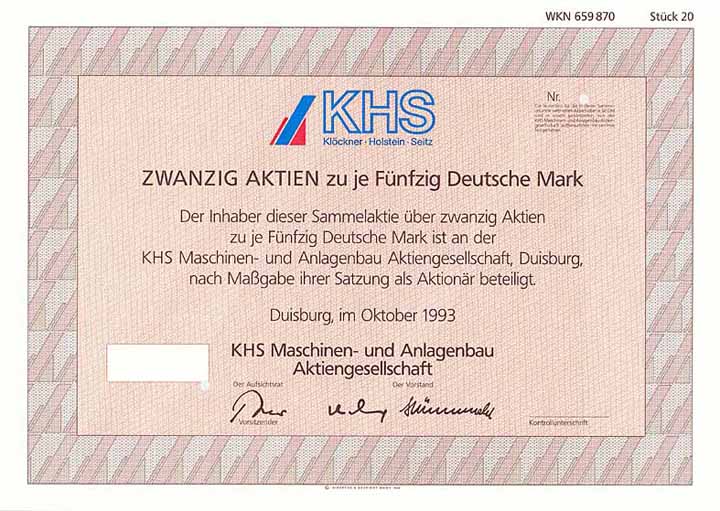 WKN 659 870 Stück 20
KHS
Klöckner · Holstein · Seitz
Nr.
ZWANZIG AKTIEN zu je Fünfzig Deutsche Mark
Der Inhaber dieser Sammelaktie über zwanzig Aktien
zu je Fünfzig Deutsche Mark ist an der
KHS Maschinen- und Anlagenbau Aktiengesellschaft, Duisburg,
nach Maßgabe ihrer Satzung als Aktionär beteiligt.
Duisburg, im Oktober 1993
KHS Maschinen- und Anlagenbau
Aktiengesellschaft
Der Aufsichtsrat Der Vorstand
Vorsitzender
Kontrollunterschrift